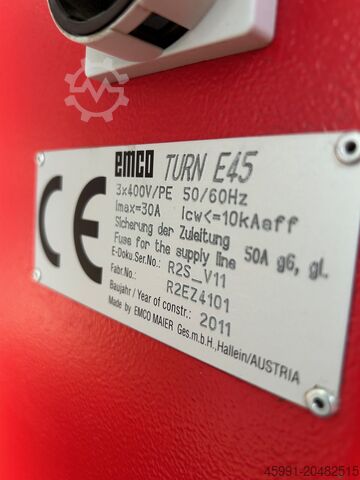 emco TURN E45
CE
3x400V/PE 50/60Hz
Imax=30A Icw<=10kAeff
Sicherung der Zuleitung
Fuse for the supply line 50A g6, gl.
E-Doku.Ser.No.: R2S_V11
Fabr.No.: R2EZ4101
Baujahr / Year of constr.: 2011
Made by EMCO MAIER Ges.m.b.H.,Hallein/AUSTRIA
45991-20482515